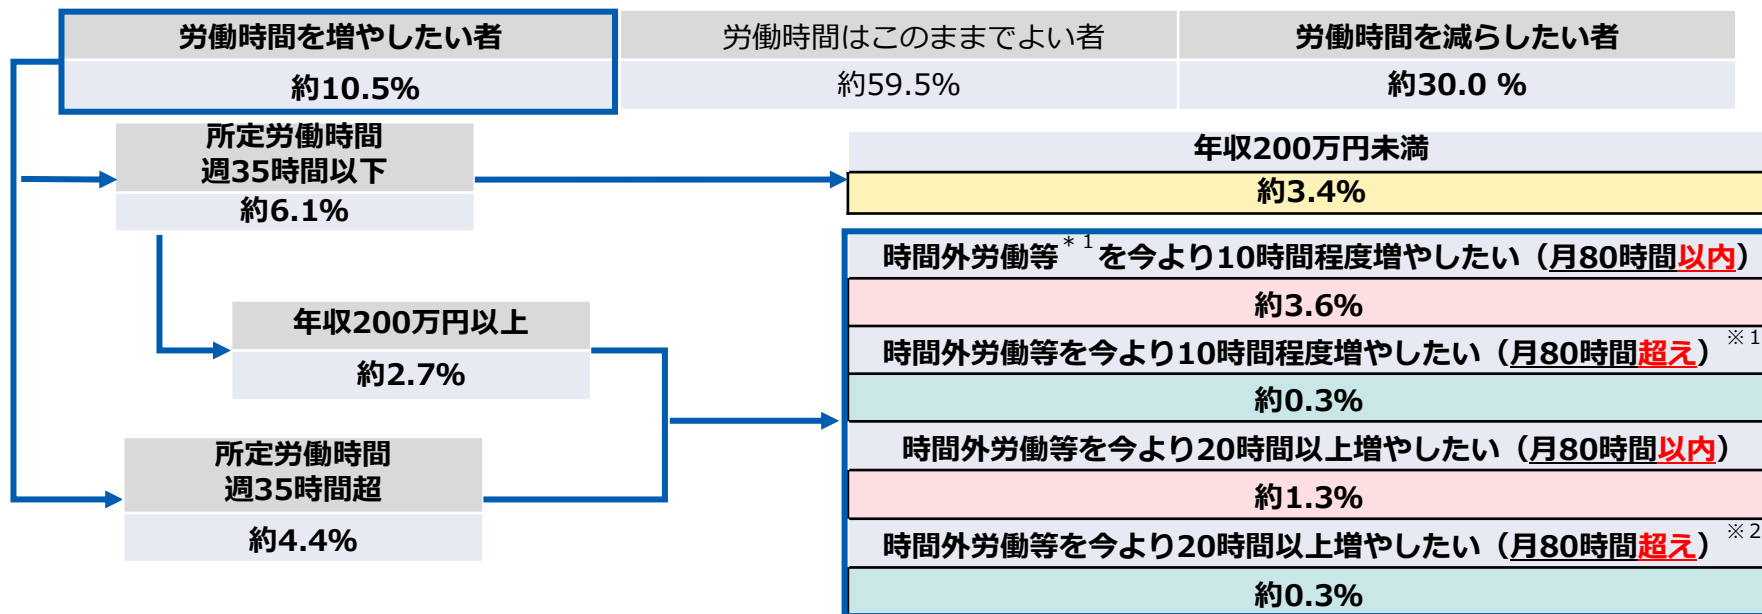 労働時間を増やしたい者
労働時間はこのままでよい者
労働時間を減らしたい者
約10.5%
約59.5%
約30.0 %
所定労働時間
週35時間以下
約6.1%
年収200万円未満
約3.4%
時間外労働等＊１を今より10時間程度増やしたい（月80時間以内）
約3.6%
年収200万円以上
約2.7%
時間外労働等を今より10時間程度増やしたい（月80時間超え）※１
約0.3%
所定労働時間
週35時間超
約4.4%
時間外労働等を今より20時間以上増やしたい（月80時間以内）
約1.3%
時間外労働等を今より20時間以上増やしたい（月80時間超え）※２
約0.3%